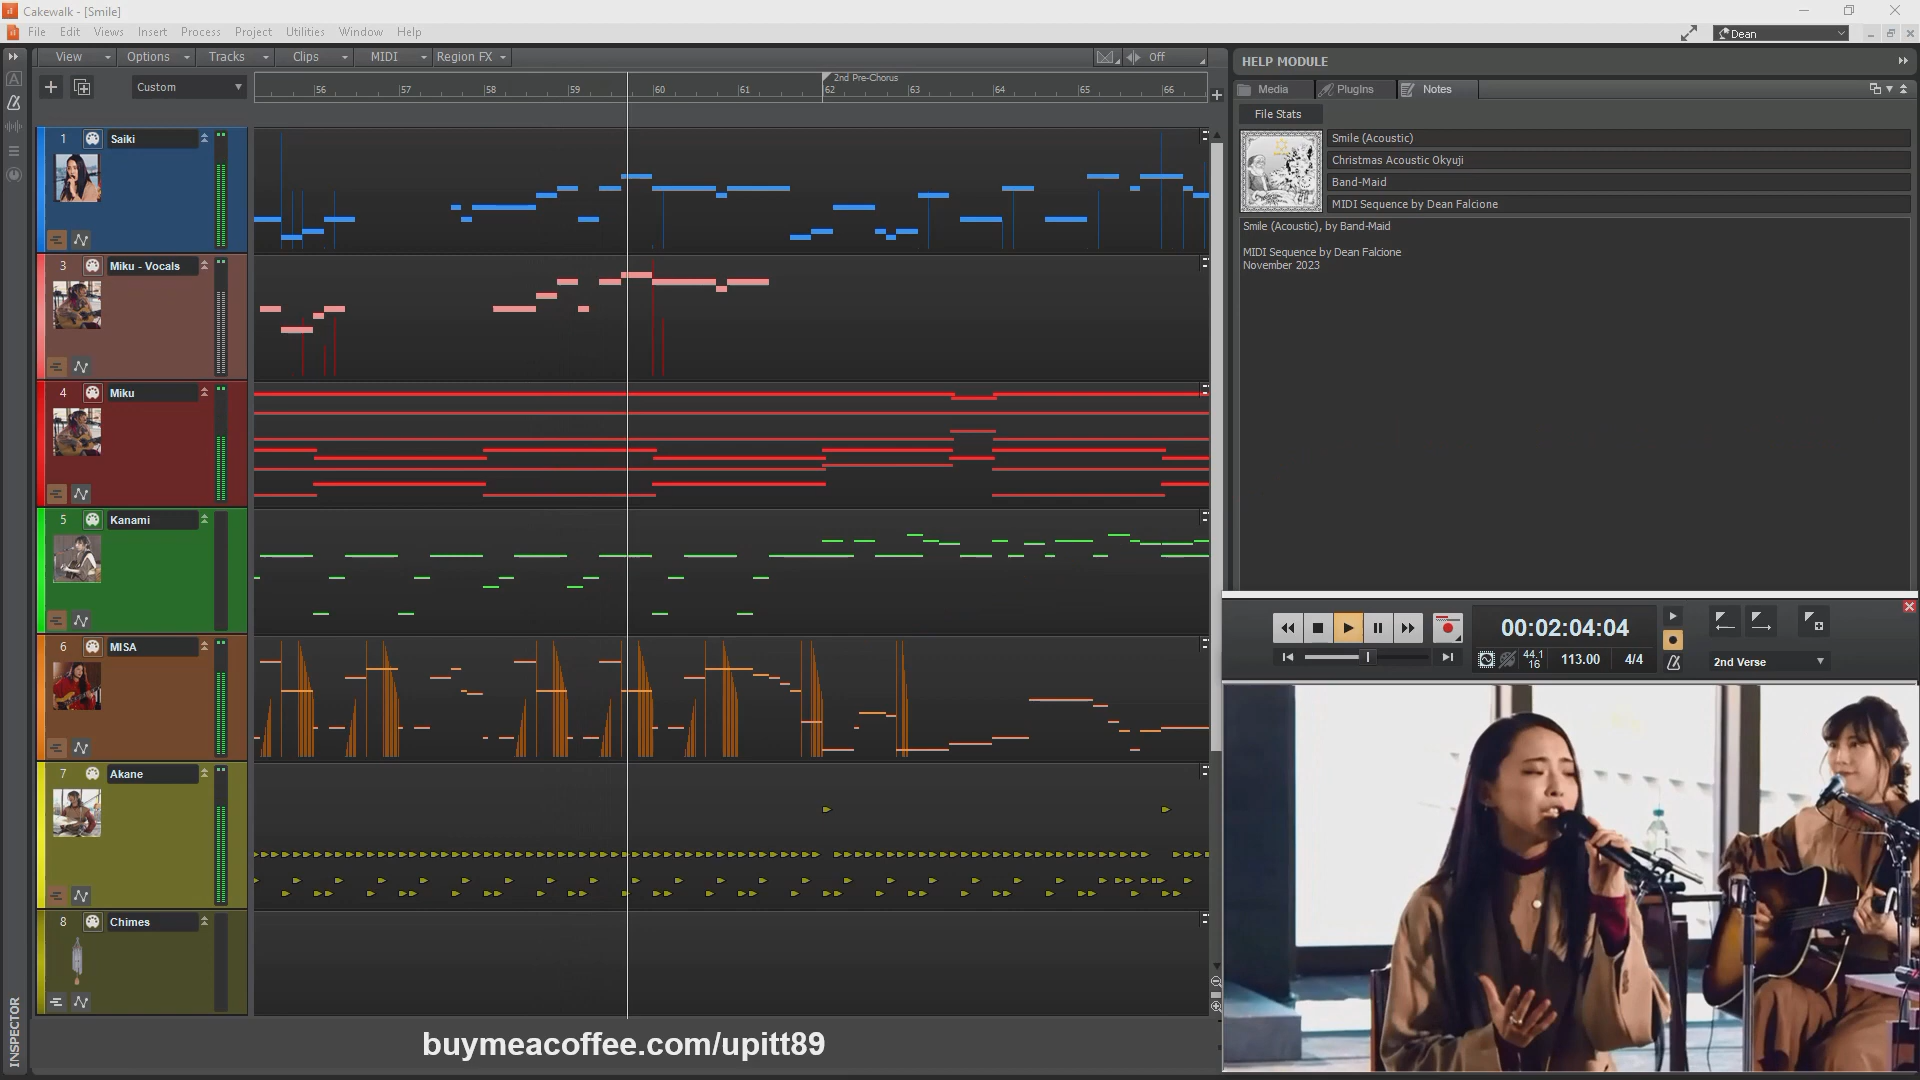 Cakewalk - [Smile]
File Edit Views Insert Process Project Utilities Window Help
Dean
View Options Tracks Clips MIDI Region FX Off
HELP MODULE
Media PlugIns Notes
Custom
2nd Pre-Chorus
56 57 58 59 60 61 62 63 64 65 66
File Stats
1 Saiki
Smile (Acoustic)
Christmas Acoustic Okyuji
Band-Maid
MIDI Sequence by Dean Falcione
Smile (Acoustic), by Band-Maid
MIDI Sequence by Dean Falcione
November 2023
3 Miku - Vocals
4 Miku
5 Kanami
6 MISA
7 Akane
8 Chimes
00:02:04:04
44.1
16
113.00 4/4
2nd Verse
INSPECTOR
buymeacoffee.com/upitt89